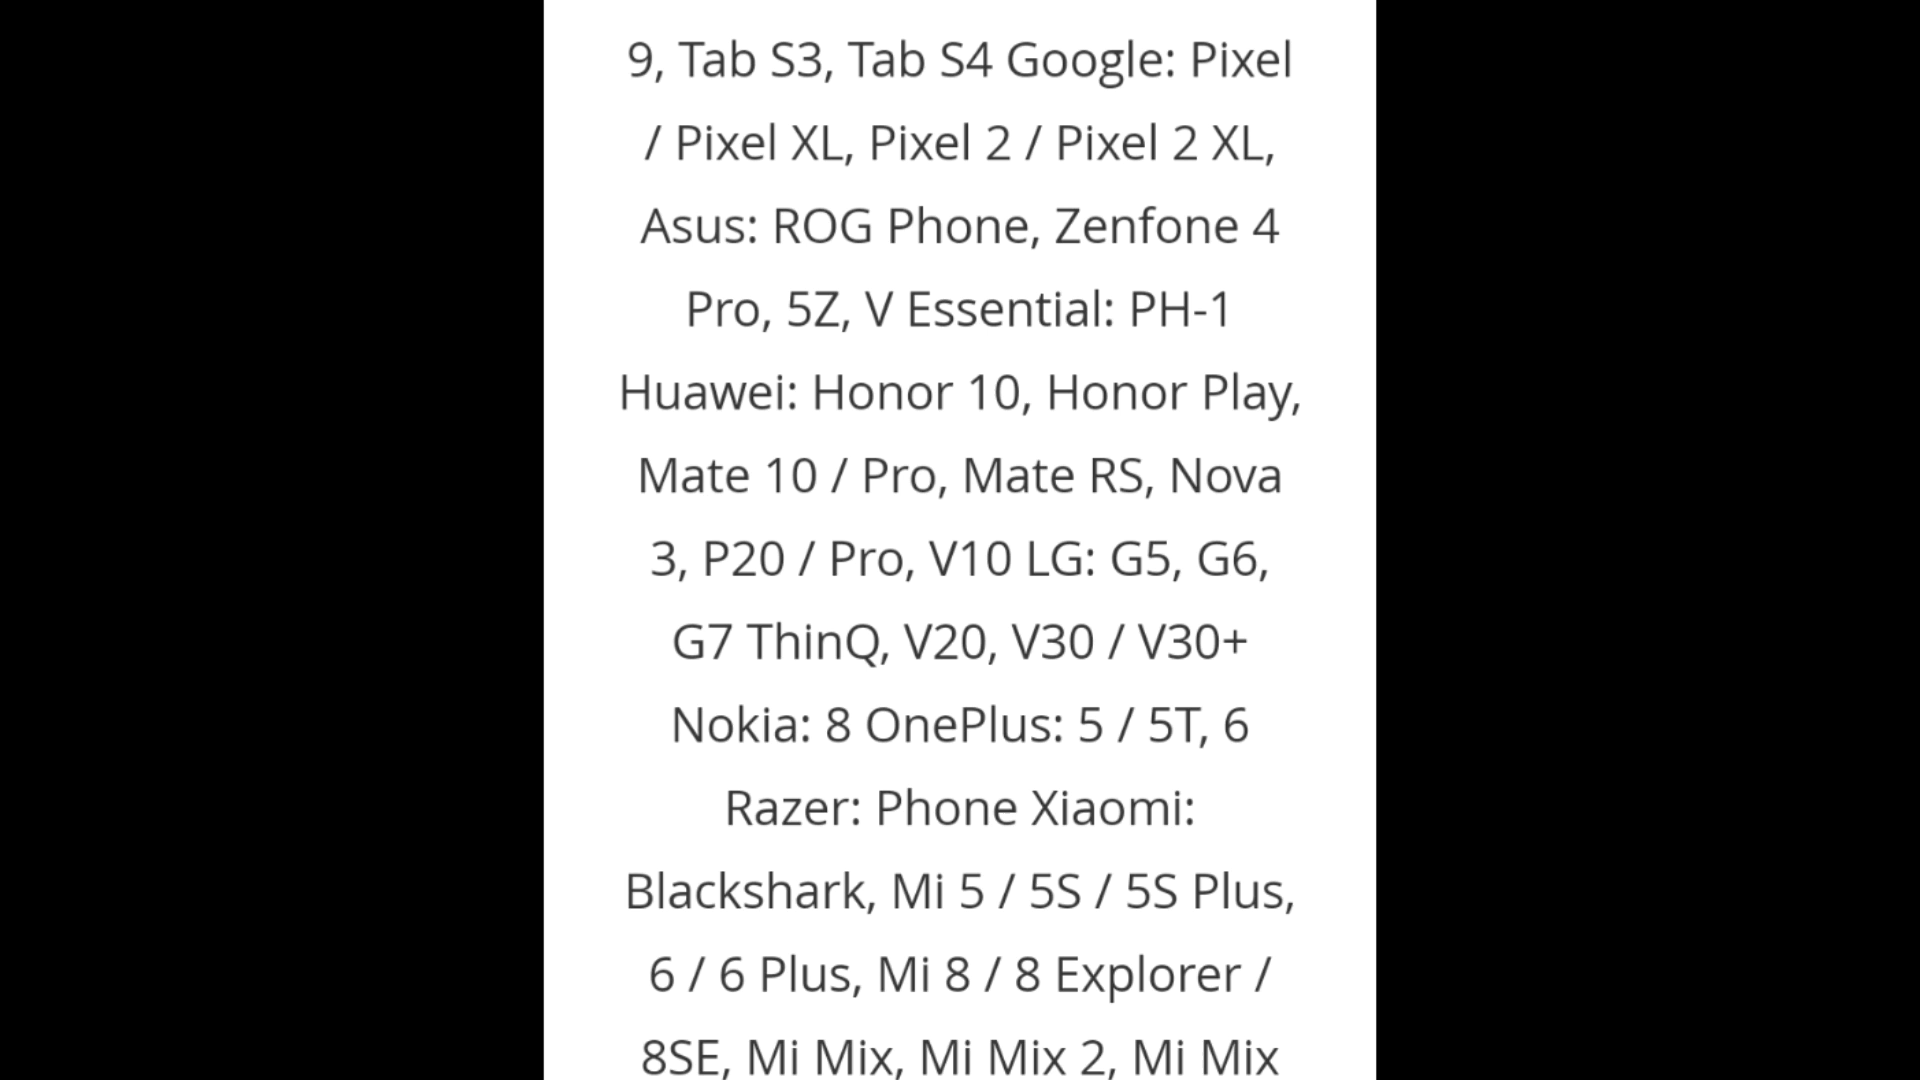 9, Tab S3, Tab S4 Google: Pixel
/ Pixel XL, Pixel 2 / Pixel 2 XL,
Asus: ROG Phone, Zenfone 4
Pro, 5Z, V Essential: PH-1
Huawei: Honor 10, Honor Play,
Mate 10 / Pro, Mate RS, Nova
3, P20 / Pro, V10 LG: G5, G6,
G7 ThinQ, V20, V30 / V30+
Nokia: 8 OnePlus: 5 / 5T, 6
Razer: Phone Xiaomi:
Blackshark, Mi 5 / 5S / 5S Plus,
6 / 6 Plus, Mi 8 / 8 Explorer /
8SE, Mi Mix, Mi Mix 2, Mi Mix